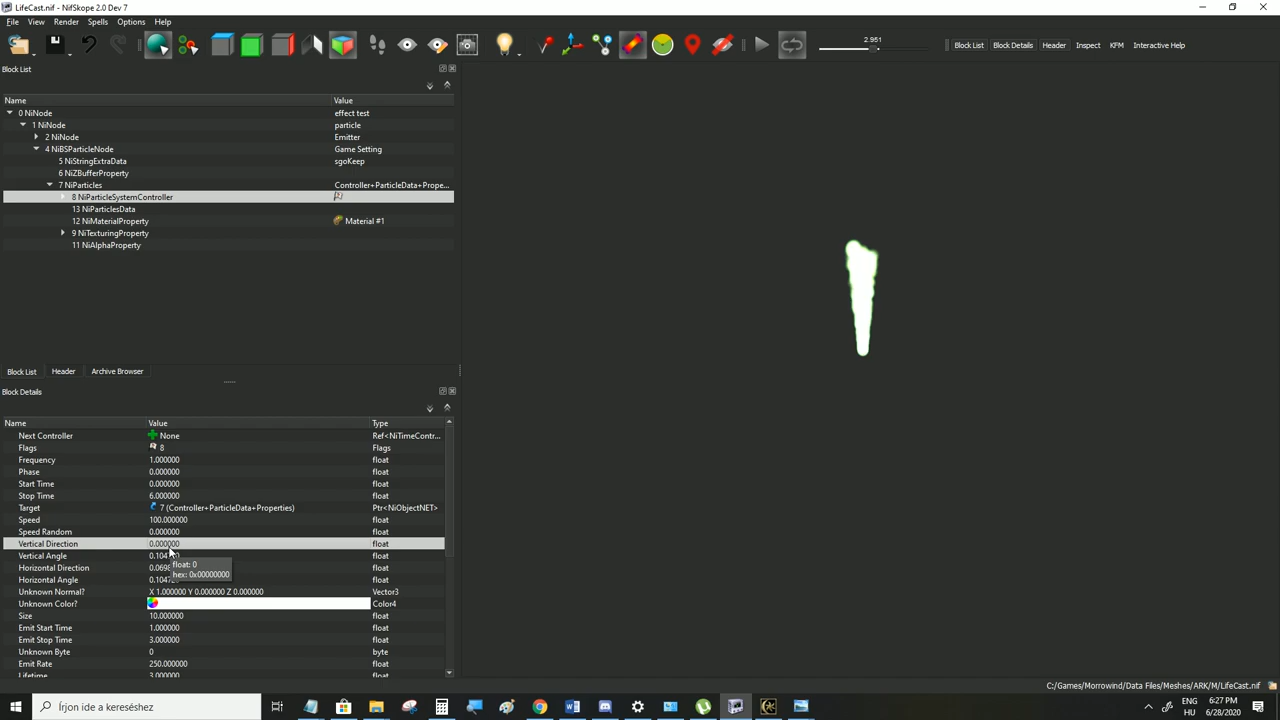 LifeCast.nif - NifSkope 2.0 Dev 7
File View Render Spells Options Help
2.951
Block List Block Details Header Inspect KFM Interactive Help
Block List
Name Value
0 NiNode effect test
1 NiNode particle
2 NiNode Emitter
4 NiBSParticleNode Game Setting
5 NiStringExtraData sgoKeep
6 NiZBufferProperty
7 NiParticles Controller+ParticleData+Prope...
8 NiParticleSystemController
13 NiParticlesData
12 NiMaterialProperty Material #1
9 NiTexturingProperty
11 NiAlphaProperty
Block List Header Archive Browser
Block Details
Name Value Type
Next Controller None Ref<NiTimeContr...
Flags 8 Flags
Frequency 1.000000 float
Phase 0.000000 float
Start Time 0.000000 float
Stop Time 6.000000 float
Target 7 (Controller+ParticleData+Properties) Ptr<NiObjectNET>
Speed 100.000000 float
Speed Random 0.000000 float
Vertical Direction 0.000000 float
Vertical Angle float
float: 0
Horizontal Direction float
hex: 0x00000000
Horizontal Angle float
Unknown Normal? X 1.000000 Y 0.000000 Z 0.000000 Vector3
Unknown Color? Color4
Size 10.000000 float
Emit Start Time 1.000000 float
Emit Stop Time 3.000000 float
Unknown Byte 0 byte
Emit Rate 250.000000 float
Lifetime 3.000000 float
C:/Games/Morrowind/Data Files/Meshes/ARK/M/LifeCast.nif
Írjon ide a kereséshez
ENG 6:27 PM
HU 6/28/2020